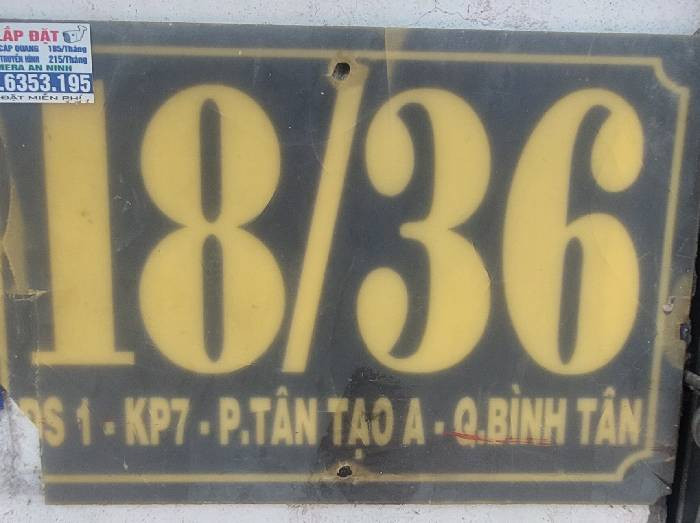 LẮP ĐẶT
CÁP QUANG 185/Tháng
TRUYỀN HÌNH 215/Tháng
MERA AN NINH
.6353.195
ĐẶT MIỄN PHÍ
18/36
DS 1 - KP7 - P.TÂN TẠO A - Q.BÌNH TÂN